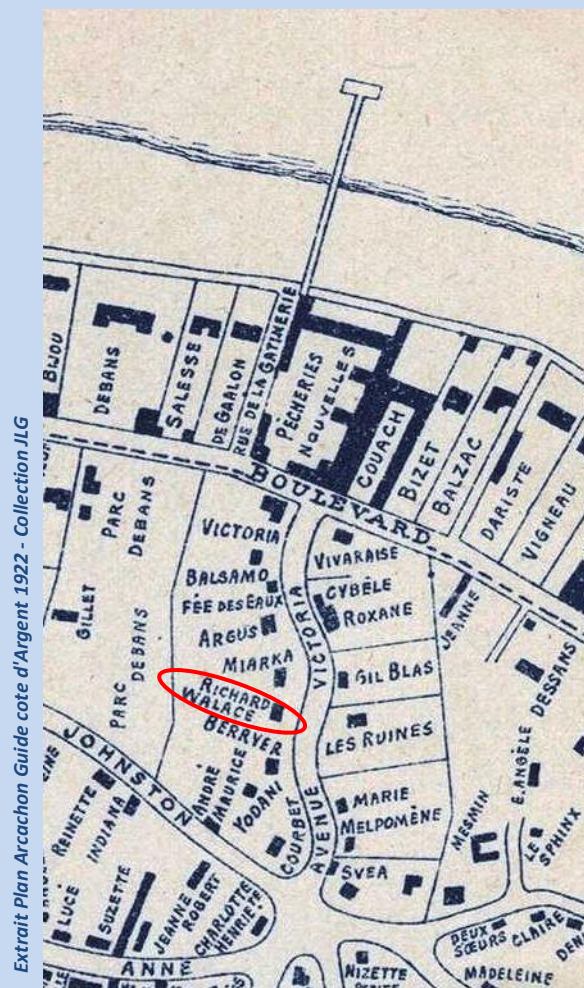 Extrait Plan Arcachon Guide cote d'Argent 1922 - Collection JLG
BIJOU
DEBANS
SALESSE
DE GAALON
RUE DE LA GATINERIE
PÊCHERIES
NOUVELLES
COUACH
BIZET
BALZAC
DARISTE
VIGNEAU
BOULEVARD
PARC
DEBANS
GILLET
PARC
DEBANS
VICTORIA
BALSAMO
FÉE DES EAUX
ARGUS
MIARKA
RICHARD
WALACE
BERRYER
ANDRÉ
MAURICE
YODANI
COURBET
AVENUE
VICTORIA
VIVARAISE
CYBÈLE
ROXANE
GIL BLAS
LES RUINES
MARIE
MELPOMÈNE
SVEA
JEANNE
DESSANS
E. ANGÈLE
MESMIN
LE
SPHINX
JOHNSTON
REINETTE
INDIANA
LUCE
SUZETTE
JEANNE
ROBERT
CHARLOTTE
HENRIETTE
ANNE
NIZETTE
DEUX
SŒURS
CLAIRE
MADELEINE